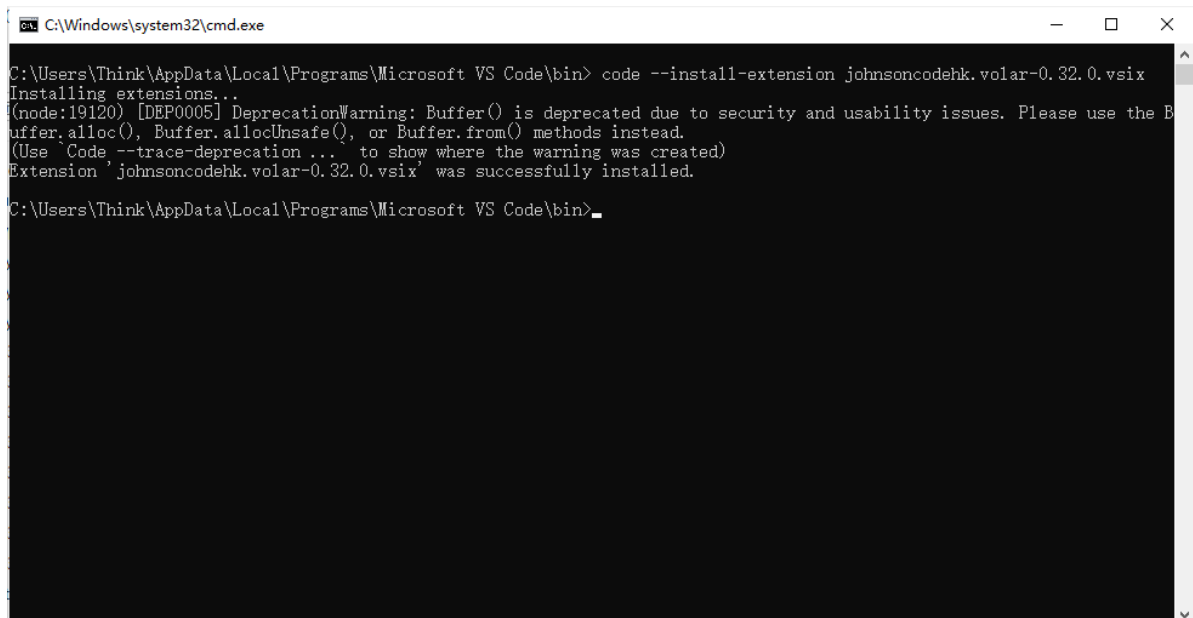 C:\Windows\system32\cmd.exe
C:\Users\Think\AppData\Local\Programs\Microsoft VS Code\bin> code --install-extension johnsoncodehk.volar-0.32.0.vsix
Installing extensions...
(node:19120) [DEP0005] DeprecationWarning: Buffer() is deprecated due to security and usability issues. Please use the B
uffer.alloc(), Buffer.allocUnsafe(), or Buffer.from() methods instead.
(Use `Code --trace-deprecation ...` to show where the warning was created)
Extension 'johnsoncodehk.volar-0.32.0.vsix' was successfully installed.
C:\Users\Think\AppData\Local\Programs\Microsoft VS Code\bin>